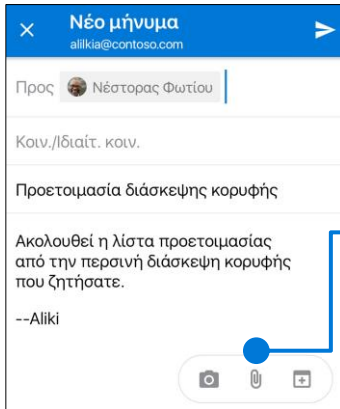 Νέο μήνυμα
alilkia@contoso.com
Προς Νέστορας Φωτίου
Κοιν./Ιδιαίτ. κοιν.
Προετοιμασία διάσκεψης κορυφής
Ακολουθεί η λίστα προετοιμασίας
από την περσινή διάσκεψη κορυφής
που ζητήσατε.
--Aliki